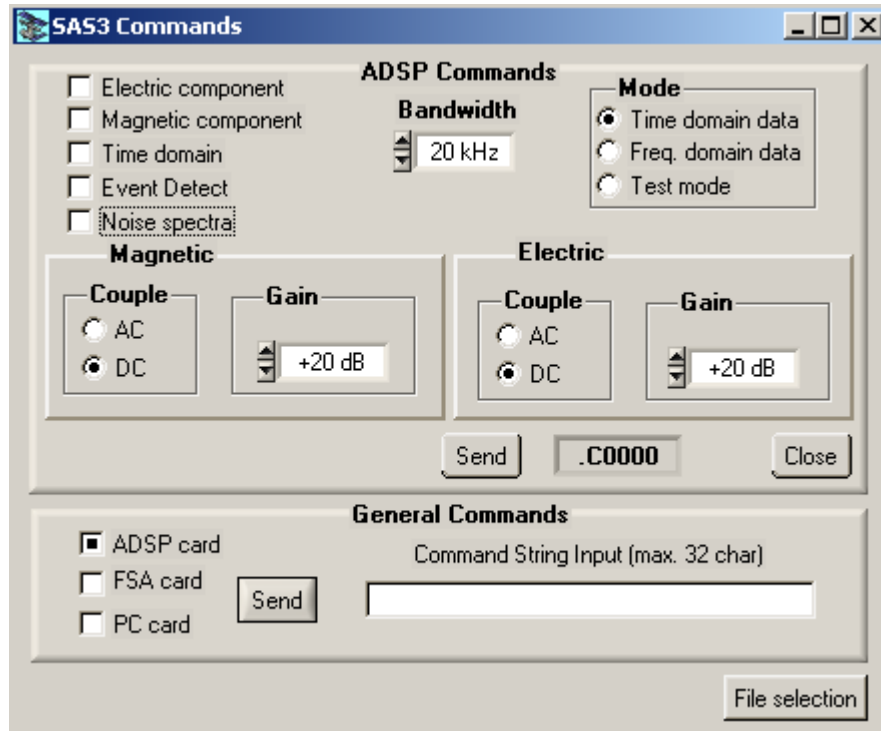 SAS3 Commands
ADSP Commands
Electric component
Magnetic component
Time domain
Event Detect
Noise spectra
Bandwidth
20 kHz
Mode
Time domain data
Freq. domain data
Test mode
Magnetic
Couple
AC
DC
Gain
+20 dB
Electric
Couple
AC
DC
Gain
+20 dB
Send
.C0000
Close
General Commands
ADSP card
FSA card
PC card
Send
Command String Input (max. 32 char)
File selection